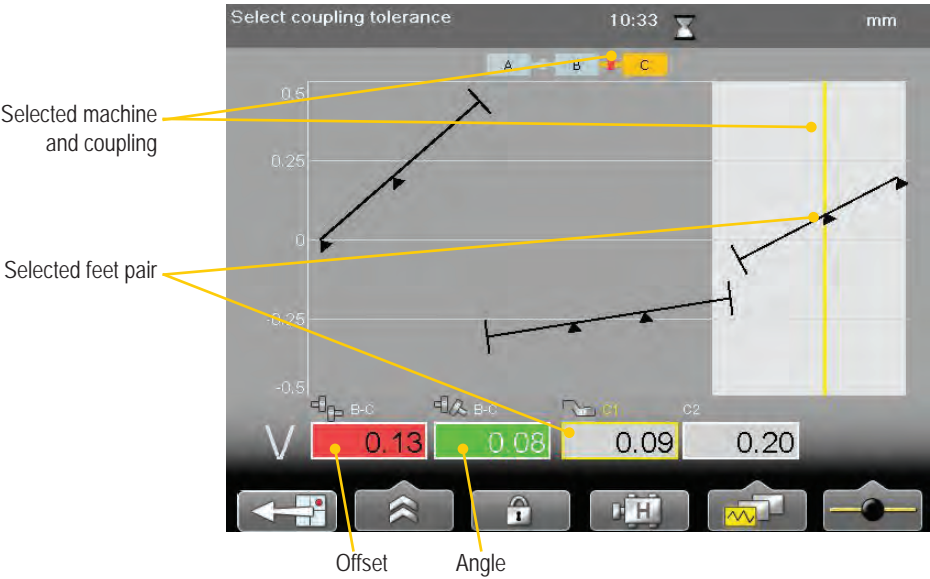 Select coupling tolerance 10:33 mm
A B C
Selected machine
and coupling
0.5
0.25
0
-0.25
-0.5
Selected feet pair
B-C B-C C1 C2
V 0.13 0.08 0.09 0.20
H
Offset Angle